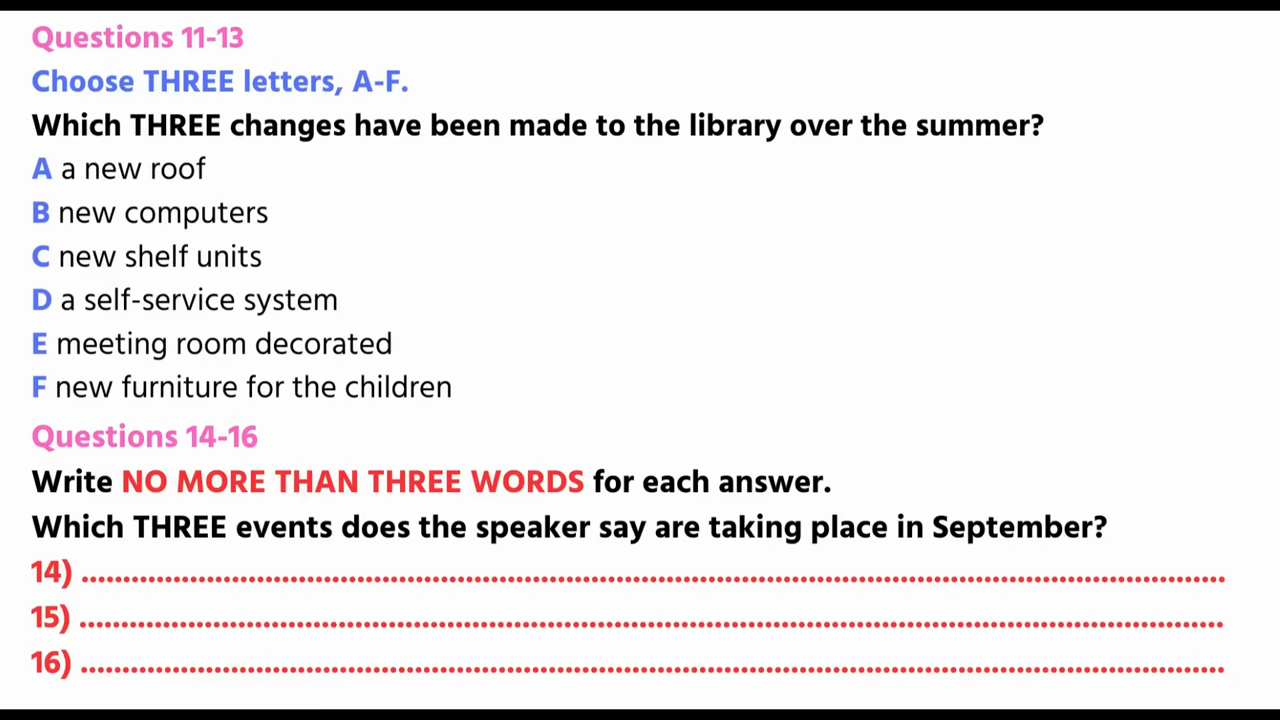 Questions 11-13
Choose THREE letters, A-F.
Which THREE changes have been made to the library over the summer?
A a new roof
B new computers
C new shelf units
D a self-service system
E meeting room decorated
F new furniture for the children
Questions 14-16
Write NO MORE THAN THREE WORDS for each answer.
Which THREE events does the speaker say are taking place in September?
14) ....................................................................................................
15) ....................................................................................................
16) ....................................................................................................